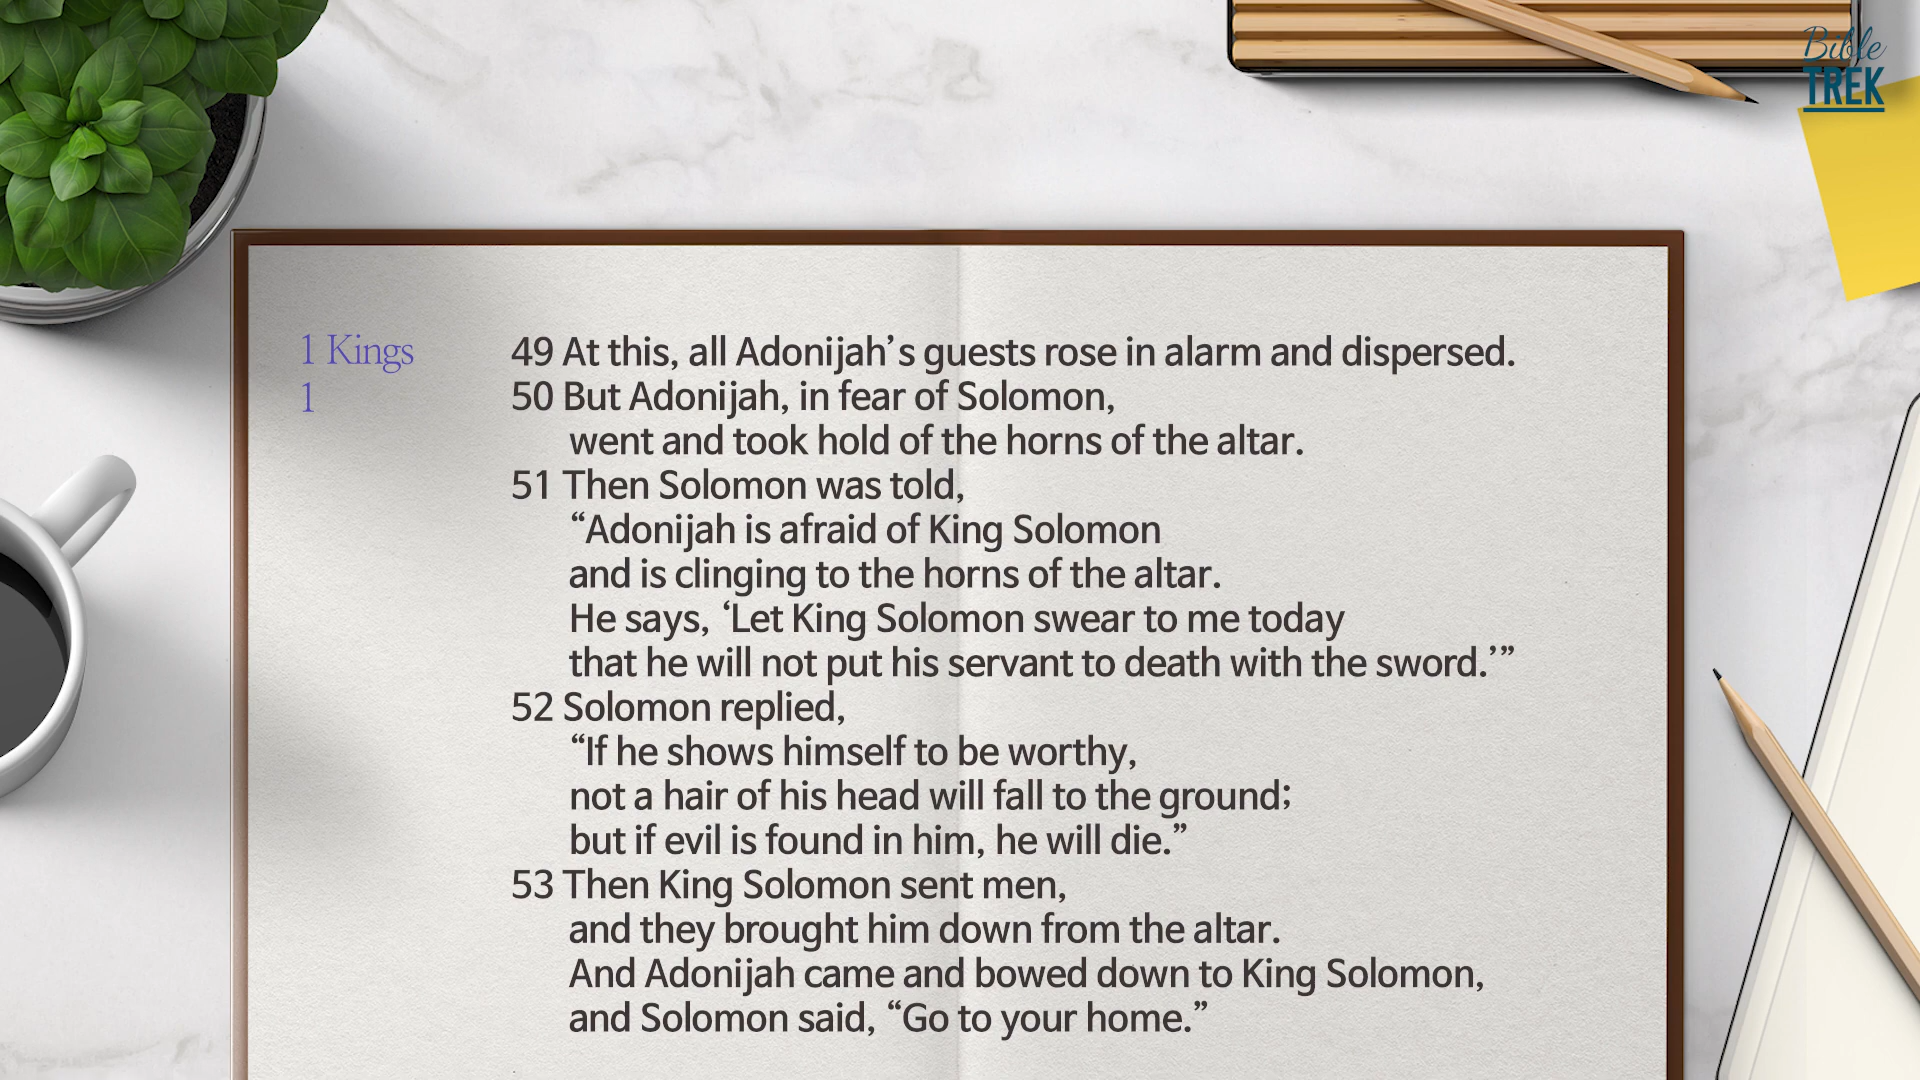 Bible
TREK
1 Kings
1
49 At this, all Adonijah’s guests rose in alarm and dispersed.
50 But Adonijah, in fear of Solomon,
went and took hold of the horns of the altar.
51 Then Solomon was told,
“Adonijah is afraid of King Solomon
and is clinging to the horns of the altar.
He says, ‘Let King Solomon swear to me today
that he will not put his servant to death with the sword.’”
52 Solomon replied,
“If he shows himself to be worthy,
not a hair of his head will fall to the ground;
but if evil is found in him, he will die.”
53 Then King Solomon sent men,
and they brought him down from the altar.
And Adonijah came and bowed down to King Solomon,
and Solomon said, “Go to your home.”